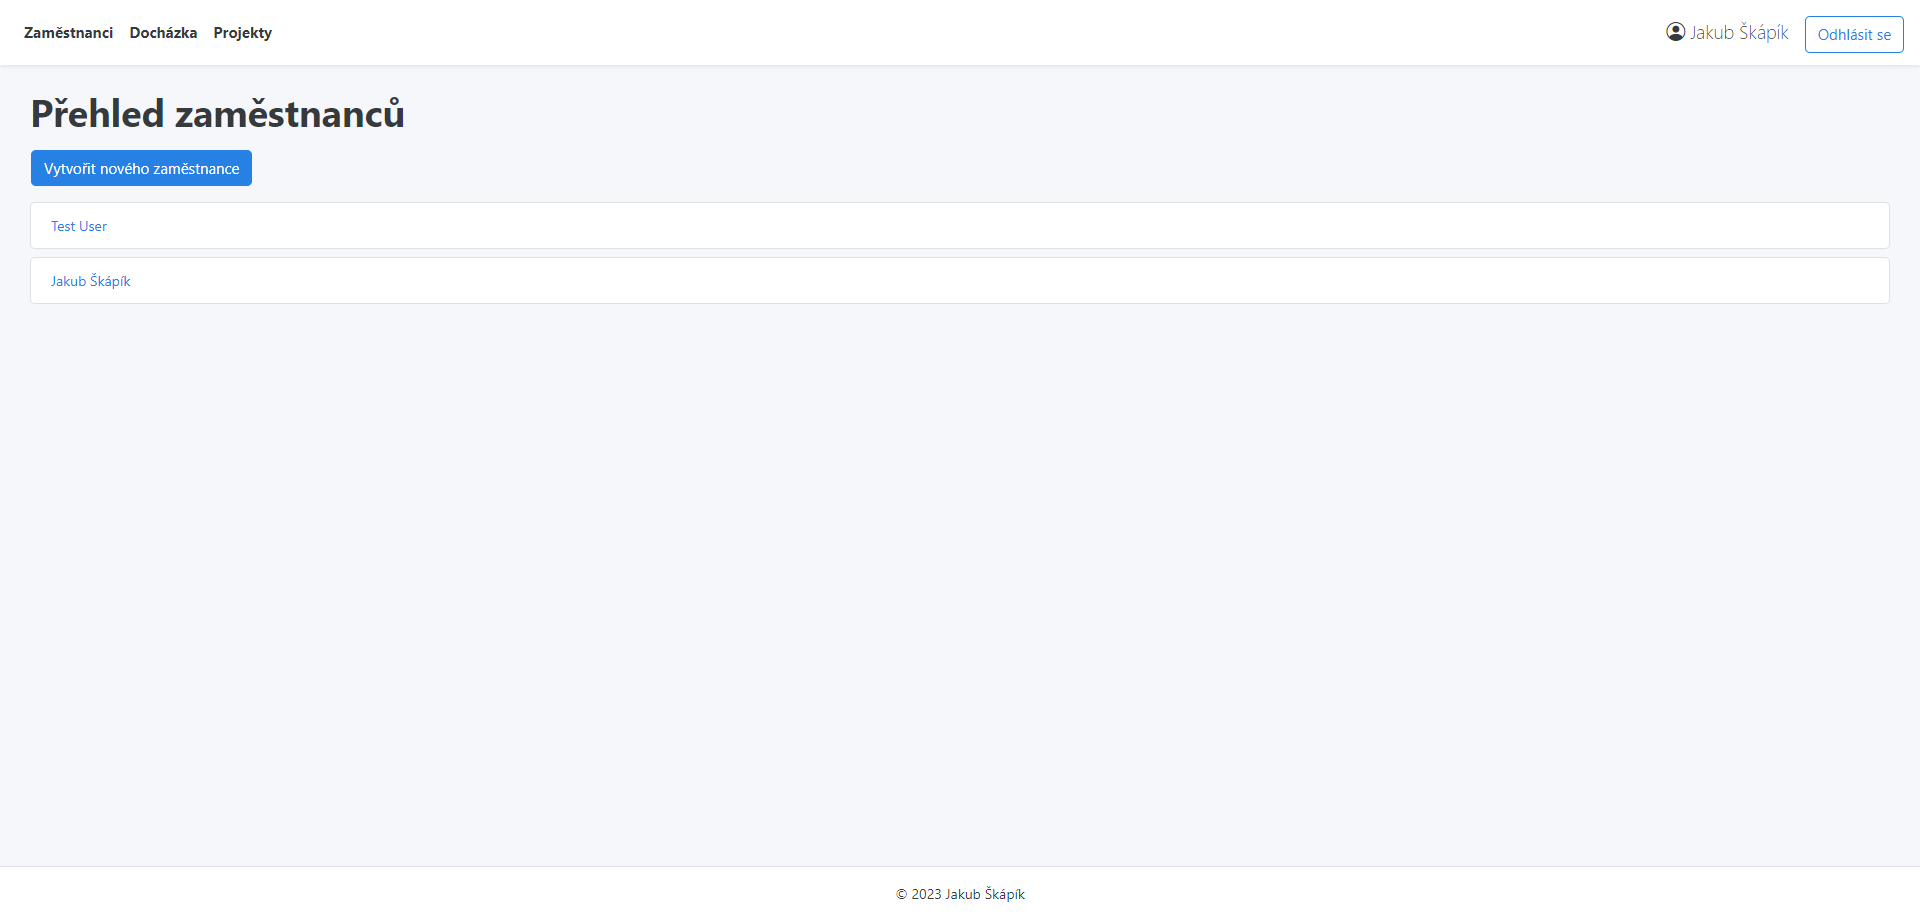 Zaměstnanci Docházka Projekty Jakub Škápík Odhlásit se
Přehled zaměstnanců
Vytvořit nového zaměstnance
Test User
Jakub Škápík
© 2023 Jakub Škápík